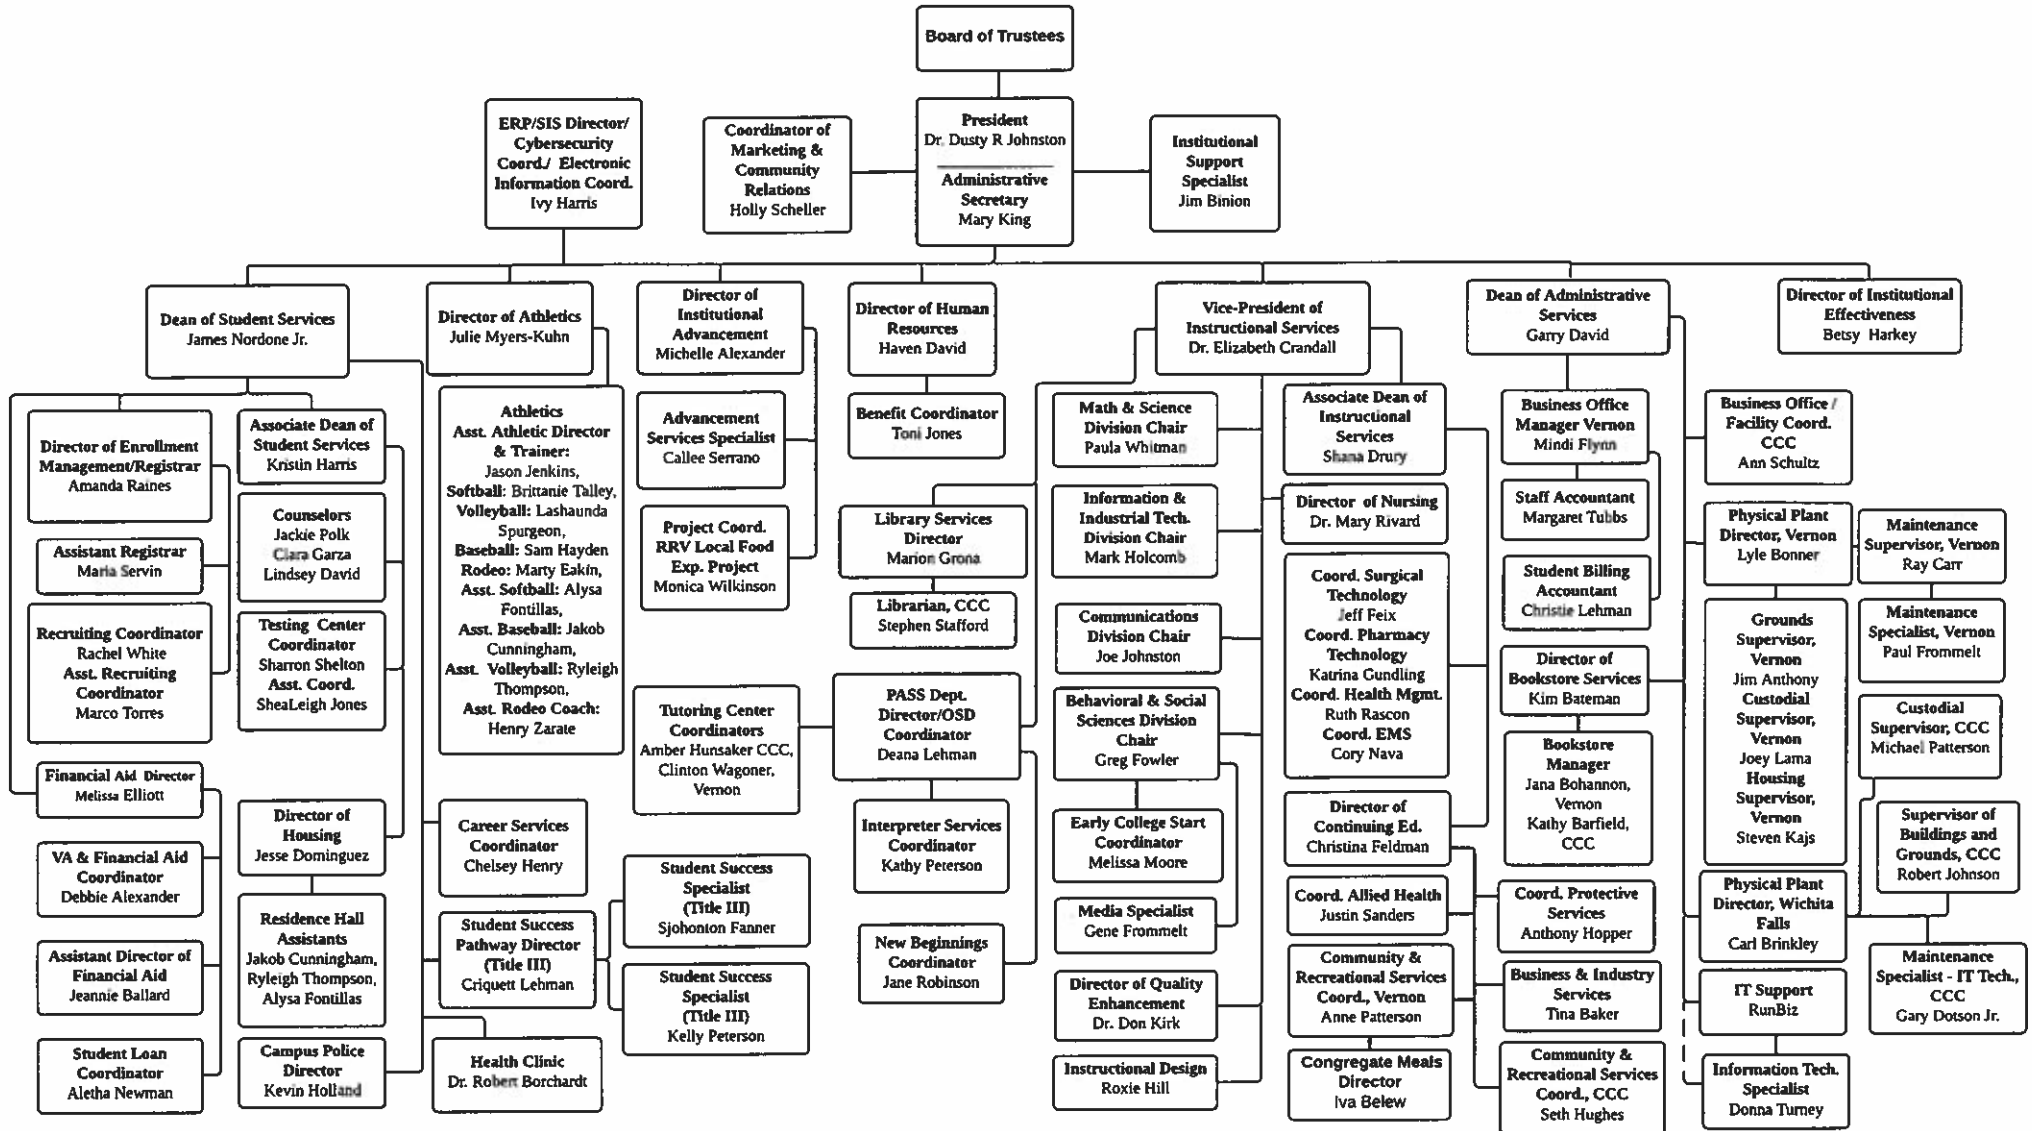 Board of Trustees
ERP/SIS Director/
Cybersecurity
Coord./ Electronic
Information Coord.
Ivy Harris
Coordinator of
Marketing &
Community
Relations
Holly Scheller
President
Dr. Dusty R Johnston
Administrative
Secretary
Mary King
Institutional
Support
Specialist
Jim Binion
Dean of Student Services
James Nordone Jr.
Director of Athletics
Julie Myers-Kuhn
Director of
Institutional
Advancement
Michelle Alexander
Director of Human
Resources
Haven David
Vice-President of
Instructional Services
Dr. Elizabeth Crandall
Dean of Administrative
Services
Garry David
Director of Institutional
Effectiveness
Betsy Harkey
Director of Enrollment
Management/Registrar
Amanda Raines
Assistant Registrar
Maria Servin
Recruiting Coordinator
Rachel White
Asst. Recruiting
Coordinator
Marco Torres
Financial Aid Director
Melissa Elliott
VA & Financial Aid
Coordinator
Debbie Alexander
Assistant Director of
Financial Aid
Jeannie Ballard
Student Loan
Coordinator
Aletha Newman
Associate Dean of
Student Services
Kristin Harris
Counselors
Jackie Polk
Clara Garza
Lindsey David
Testing Center
Coordinator
Sharron Shelton
Asst. Coord.
SheaLeigh Jones
Director of
Housing
Jesse Dominguez
Residence Hall
Assistants
Jakob Cunningham,
Ryleigh Thompson,
Alysa Fontillas
Campus Police
Director
Kevin Holland
Athletics
Asst. Athletic Director
& Trainer:
Jason Jenkins,
Softball: Brittanie Talley,
Volleyball: Lashaunda
Spurgeon,
Baseball: Sam Hayden
Rodeo: Marty Eakin,
Asst. Softball: Alysa
Fontillas,
Asst. Baseball: Jakob
Cunningham,
Asst. Volleyball: Ryleigh
Thompson,
Asst. Rodeo Coach:
Henry Zarate
Career Services
Coordinator
Chelsey Henry
Student Success
Pathway Director
(Title III)
Criquett Lehman
Health Clinic
Dr. Robert Borchardt
Student Success
Specialist
(Title III)
Sjohonton Fanner
Student Success
Specialist
(Title III)
Kelly Peterson
Advancement
Services Specialist
Callee Serrano
Project Coord.
RRV Local Food
Exp. Project
Monica Wilkinson
Benefit Coordinator
Toni Jones
Library Services
Director
Marion Grona
Librarian, CCC
Stephen Stafford
Tutoring Center
Coordinators
Amber Hunsaker CCC,
Clinton Wagoner,
Vernon
PASS Dept.
Director/OSD
Coordinator
Deana Lehman
Interpreter Services
Coordinator
Kathy Peterson
New Beginnings
Coordinator
Jane Robinson
Math & Science
Division Chair
Paula Whitman
Information &
Industrial Tech.
Division Chair
Mark Holcomb
Communications
Division Chair
Joe Johnston
Behavioral & Social
Sciences Division
Chair
Greg Fowler
Early College Start
Coordinator
Melissa Moore
Media Specialist
Gene Frommelt
Director of Quality
Enhancement
Dr. Don Kirk
Instructional Design
Roxie Hill
Associate Dean of
Instructional
Services
Shana Drury
Director of Nursing
Dr. Mary Rivard
Coord. Surgical
Technology
Jeff Feix
Coord. Pharmacy
Technology
Katrina Gundling
Coord. Health Mgmt.
Ruth Rascon
Coord. EMS
Cory Nava
Director of
Continuing Ed.
Christina Feldman
Coord. Allied Health
Justin Sanders
Community &
Recreational Services
Coord., Vernon
Anne Patterson
Congregate Meals
Director
Iva Belew
Coord. Protective
Services
Anthony Hopper
Business & Industry
Services
Tina Baker
Community &
Recreational Services
Coord., CCC
Seth Hughes
Business Office
Manager Vernon
Mindi Flynn
Staff Accountant
Margaret Tubbs
Student Billing
Accountant
Christie Lehman
Director of
Bookstore Services
Kim Bateman
Bookstore
Manager
Jana Bohannon,
Vernon
Kathy Barfield,
CCC
Business Office /
Facility Coord.
CCC
Ann Schultz
Physical Plant
Director, Vernon
Lyle Bonner
Grounds
Supervisor,
Vernon
Jim Anthony
Custodial
Supervisor,
Vernon
Joey Lama
Housing
Supervisor,
Vernon
Steven Kajs
Physical Plant
Director, Wichita
Falls
Carl Brinkley
IT Support
RunBiz
Information Tech.
Specialist
Donna Turney
Maintenance
Supervisor, Vernon
Ray Carr
Maintenance
Specialist, Vernon
Paul Frommelt
Custodial
Supervisor, CCC
Michael Patterson
Supervisor of
Buildings and
Grounds, CCC
Robert Johnson
Maintenance
Specialist - IT Tech.,
CCC
Gary Dotson Jr.